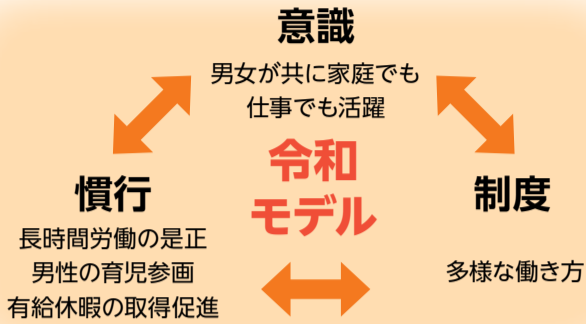 意識
男女が共に家庭でも
仕事でも活躍
令和
モデル
慣行
長時間労働の是正
男性の育児参画
有給休暇の取得促進
制度
多様な働き方